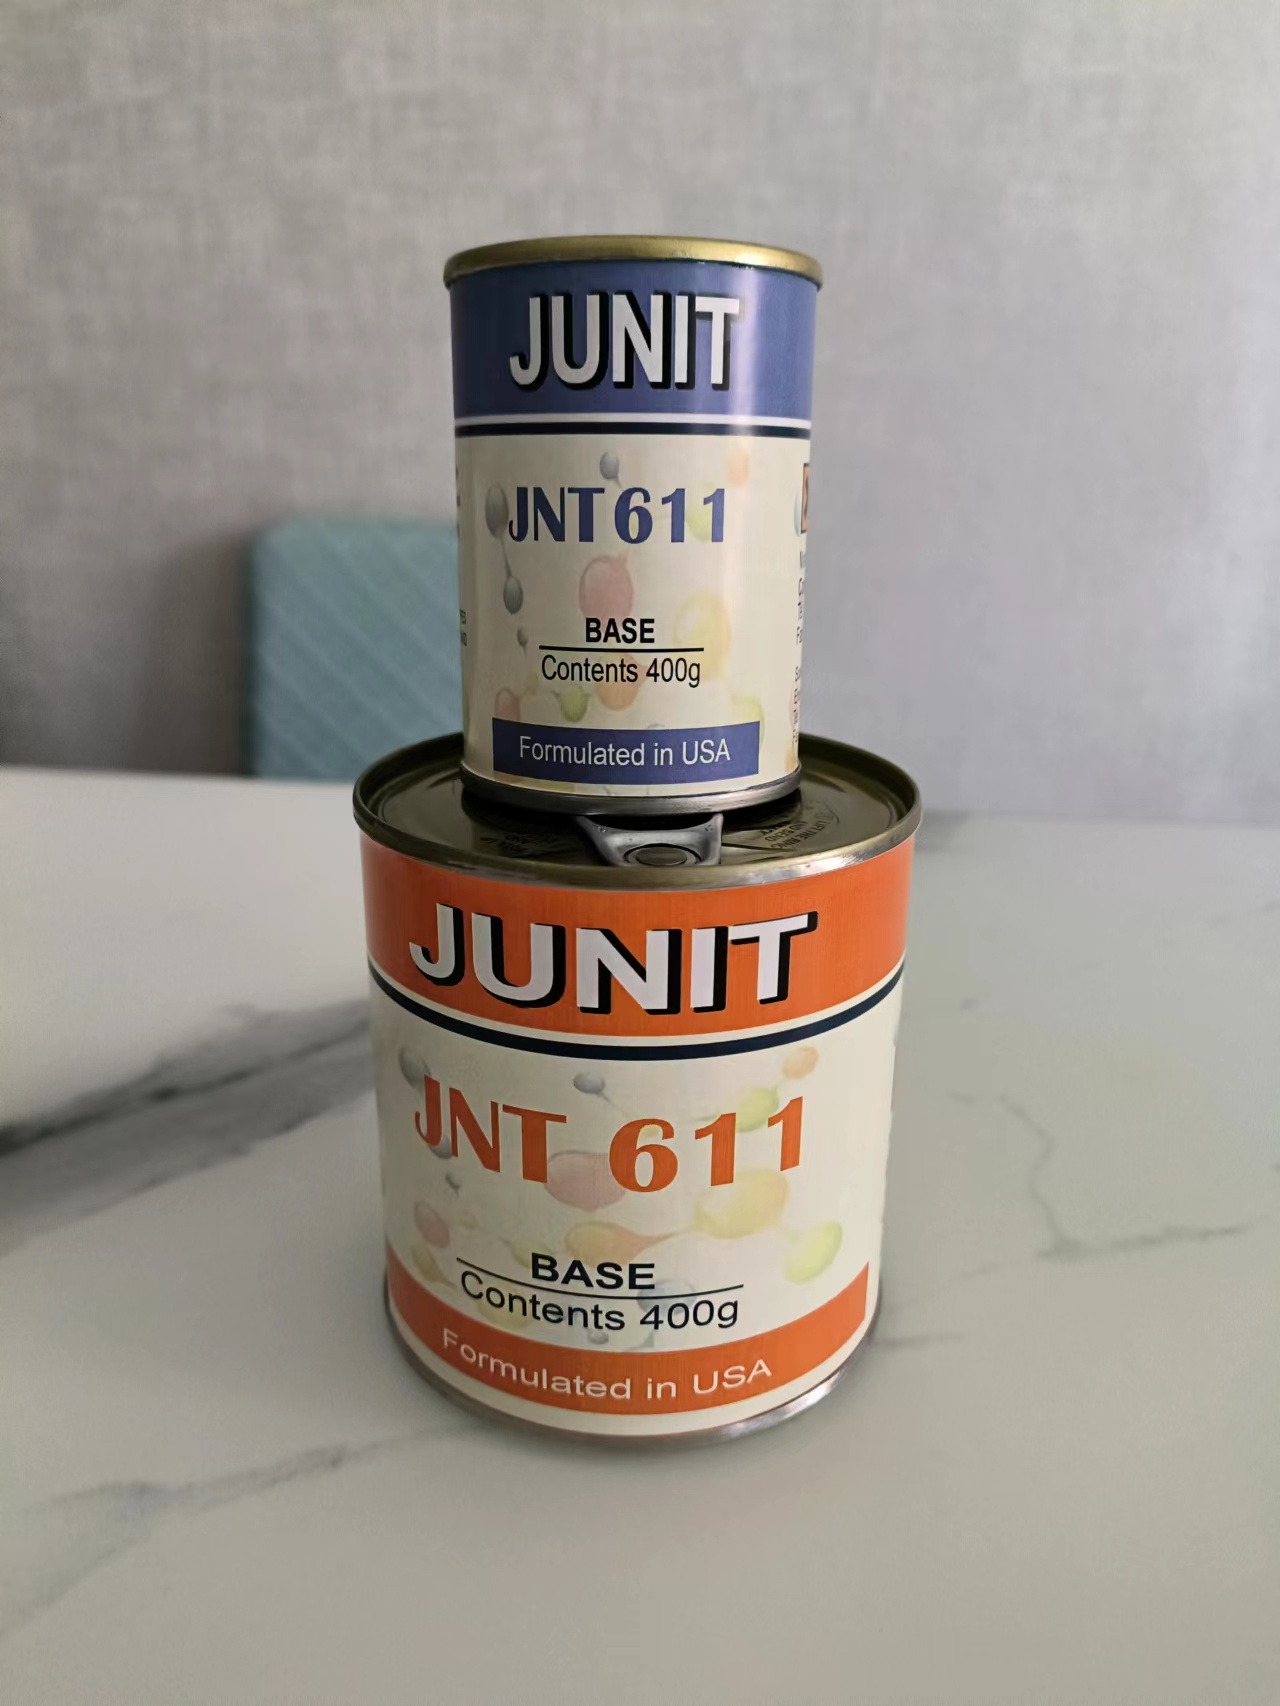 JUNIT
JNT 611
BASE
Contents 400g
Formulated in USA
JUNIT
JNT 611
BASE
Contents 400g
Formulated in USA